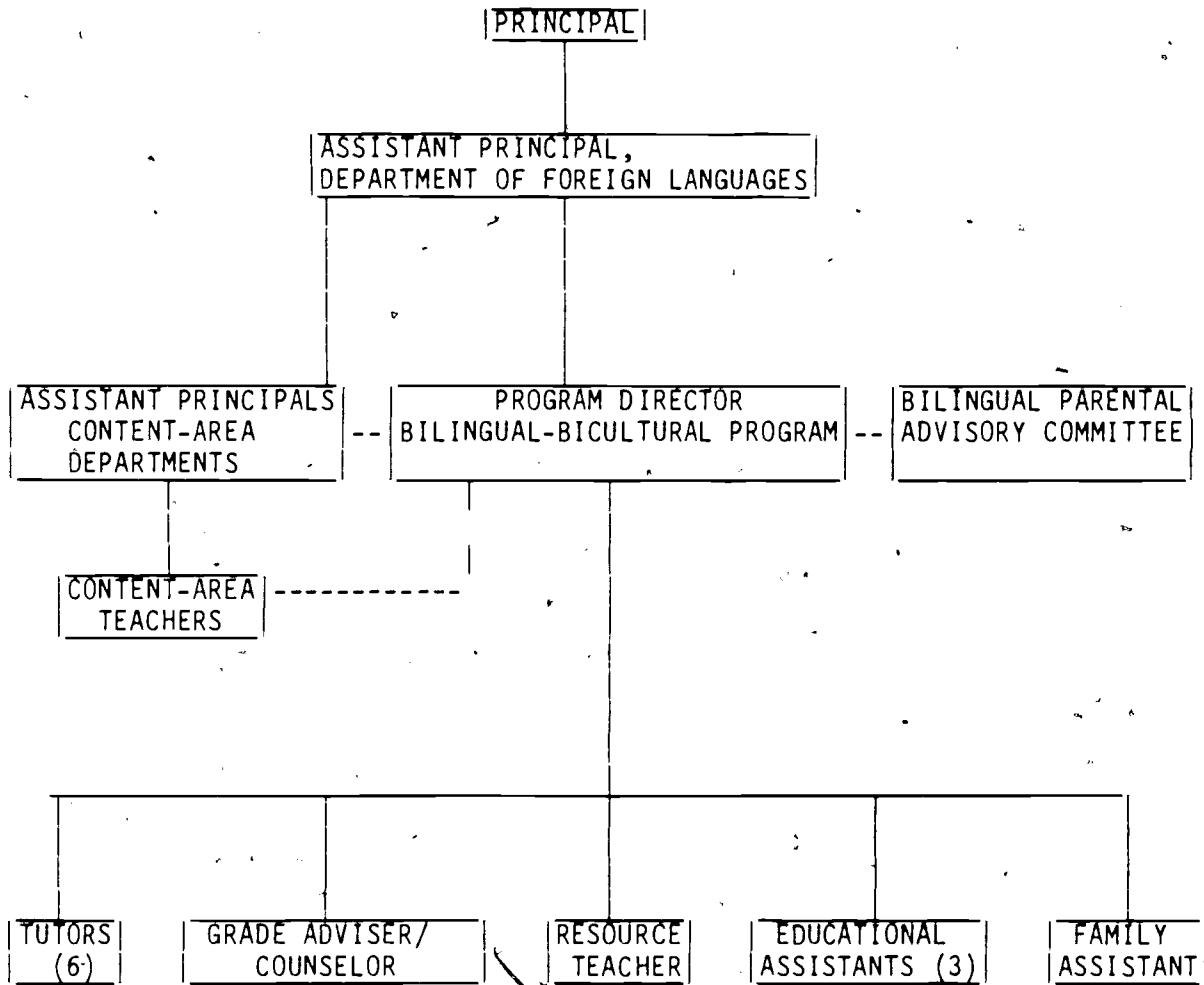 PRINCIPAL
ASSISTANT PRINCIPAL,
DEPARTMENT OF FOREIGN LANGUAGES
ASSISTANT PRINCIPALS
CONTENT-AREA
DEPARTMENTS
PROGRAM DIRECTOR
BILINGUAL-BICULTURAL PROGRAM
BILINGUAL PARENTAL
ADVISORY COMMITTEE
CONTENT-AREA
TEACHERS
TUTORS
(6)
GRADE ADVISER/
COUNSELOR
RESOURCE
TEACHER
EDUCATIONAL
ASSISTANTS (3)
FAMILY
ASSISTANT